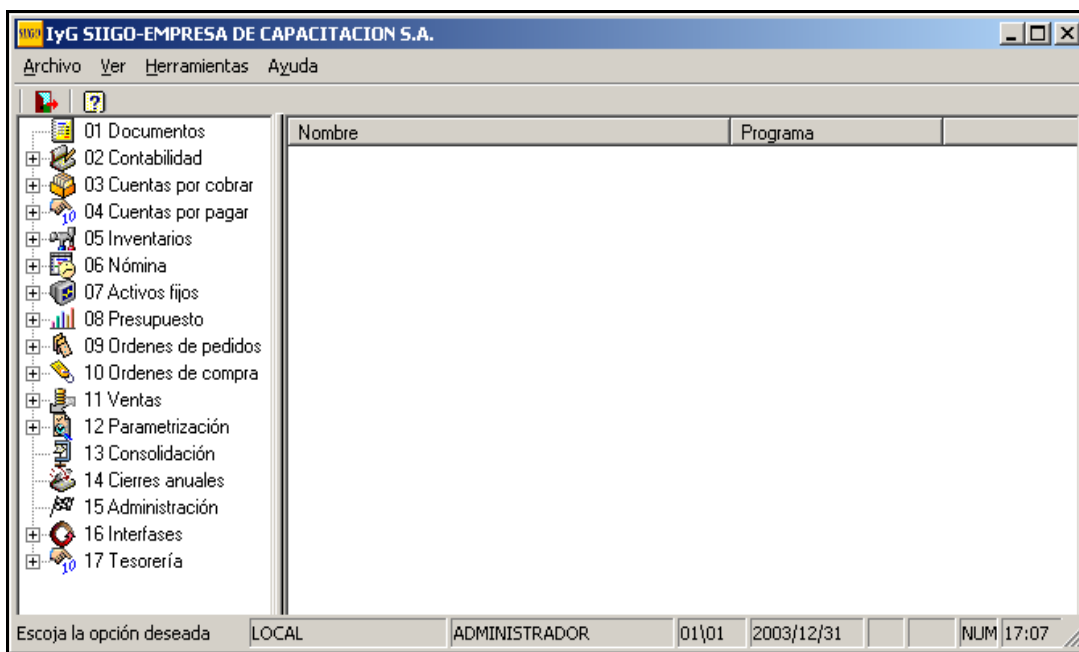 SIIGO IyG SIIGO-EMPRESA DE CAPACITACION S.A.
Archivo Ver Herramientas Ayuda
Nombre Programa
01 Documentos
02 Contabilidad
03 Cuentas por cobrar
04 Cuentas por pagar
05 Inventarios
06 Nómina
07 Activos fijos
08 Presupuesto
09 Ordenes de pedidos
10 Ordenes de compra
11 Ventas
12 Parametrización
13 Consolidación
14 Cierres anuales
15 Administración
16 Interfases
17 Tesorería
Escoja la opción deseada LOCAL ADMINISTRADOR 01\01 2003/12/31 NUM 17:07